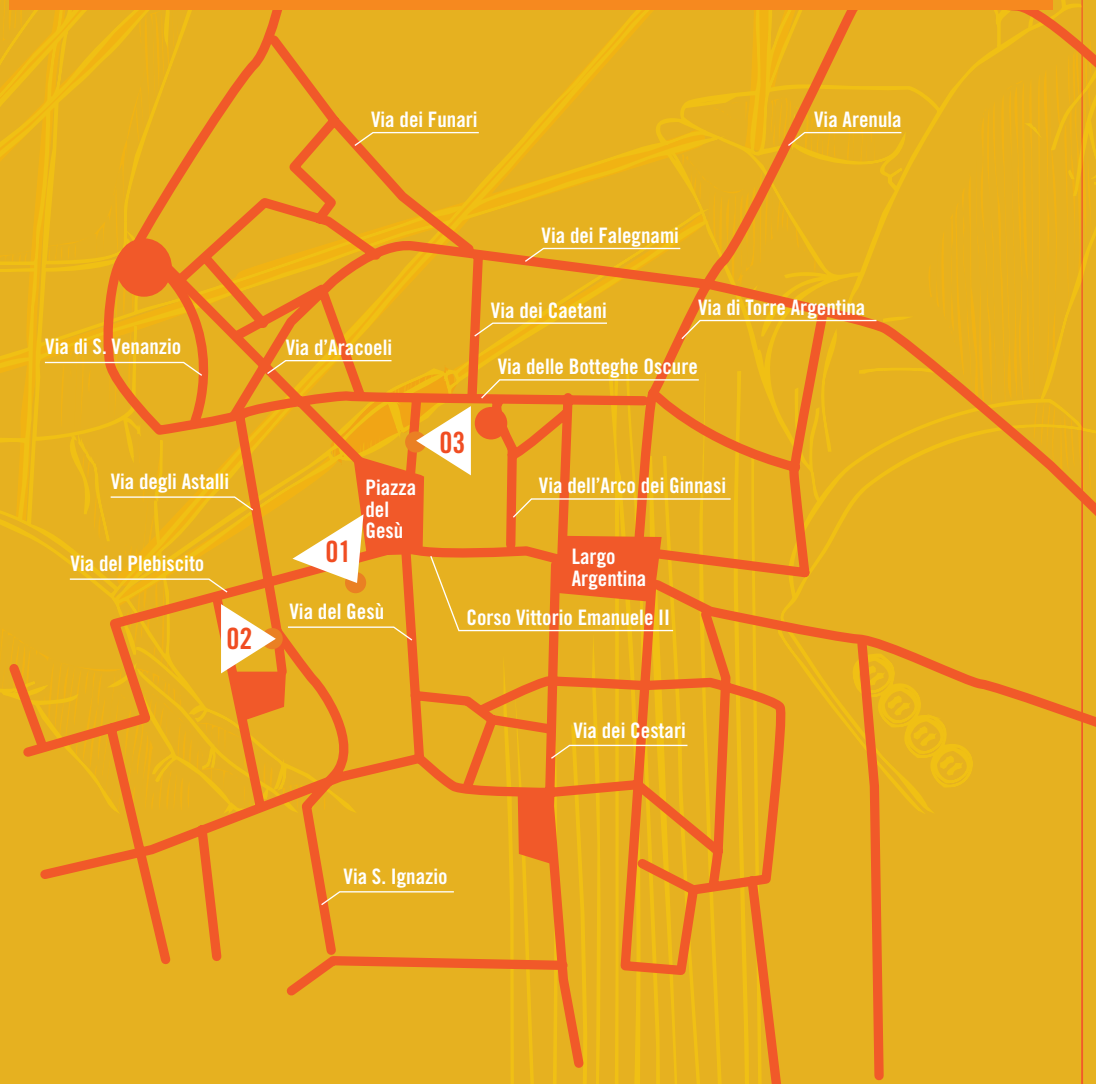 Via dei Funari
Via Arenula
Via dei Falegnami
Via dei Caetani
Via di Torre Argentina
Via di S. Venanzio
Via d'Aracoeli
Via delle Botteghe Oscure
03
Via degli Astalli
Piazza
del
Gesù
Via dell'Arco dei Ginnasi
01
Via del Plebiscito
Largo
Argentina
Via del Gesù
Corso Vittorio Emanuele II
02
Via dei Cestari
Via S. Ignazio